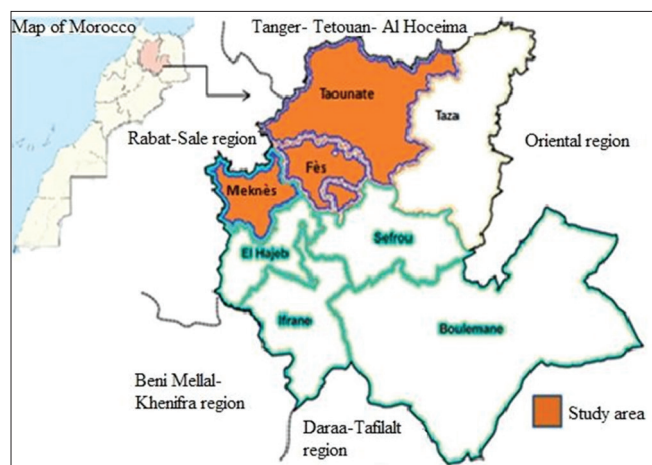 Map of Morocco
Tanger- Tetouan- Al Hoceima
Taounate
Taza
Rabat-Sale region
Oriental region
Fès
Meknès
Sefrou
El Hajeb
Ifrane
Boulemane
Beni Mellal-
Khenifra region
Daraa-Tafilalt
region
Study area